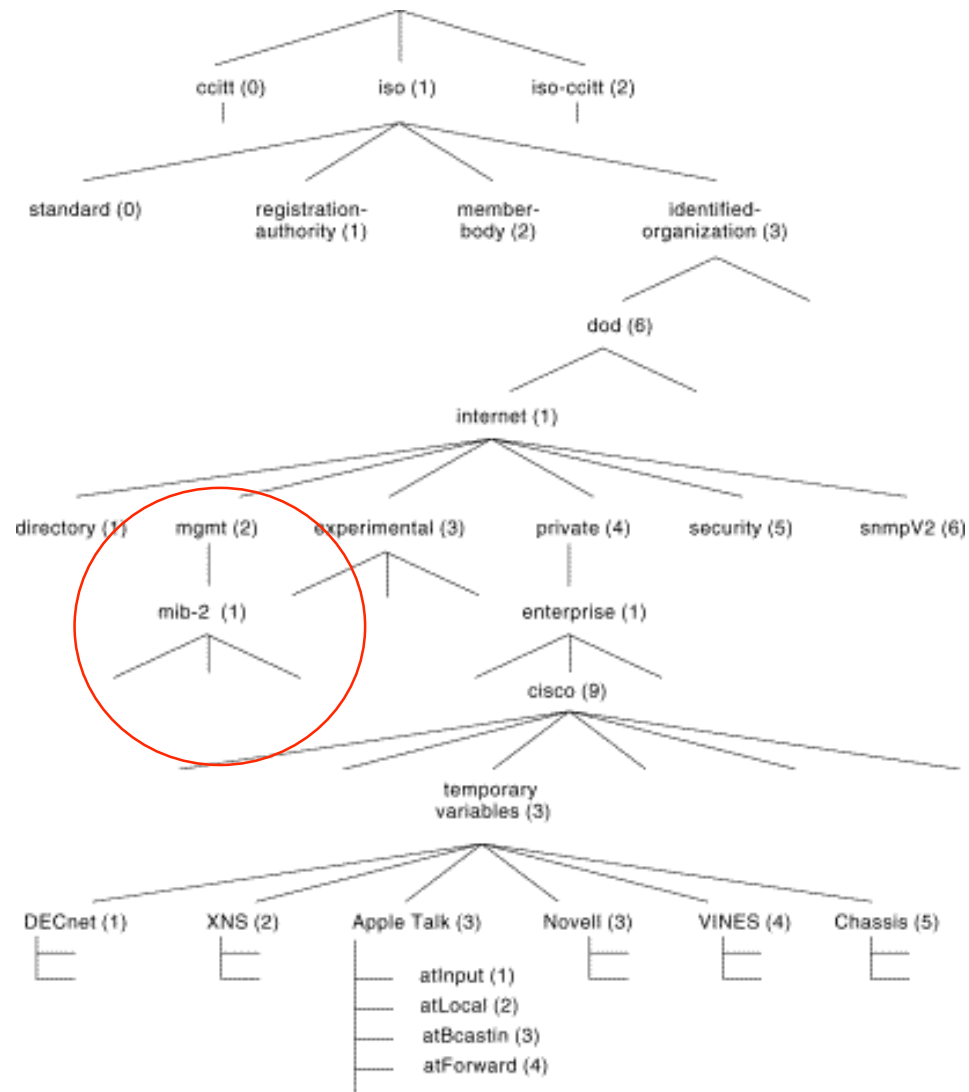 ccitt (0) iso (1) iso-ccitt (2)
standard (0) registration- member- identified-
authority (1) body (2) organization (3)
dod (6)
internet (1)
directory (1) mgmt (2) experimental (3) private (4) security (5) snmpV2 (6)
mib-2 (1) enterprise (1)
cisco (9)
temporary
variables (3)
DECnet (1) XNS (2) Apple Talk (3) Novell (3) VINES (4) Chassis (5)
atInput (1)
atLocal (2)
atBcastin (3)
atForward (4)